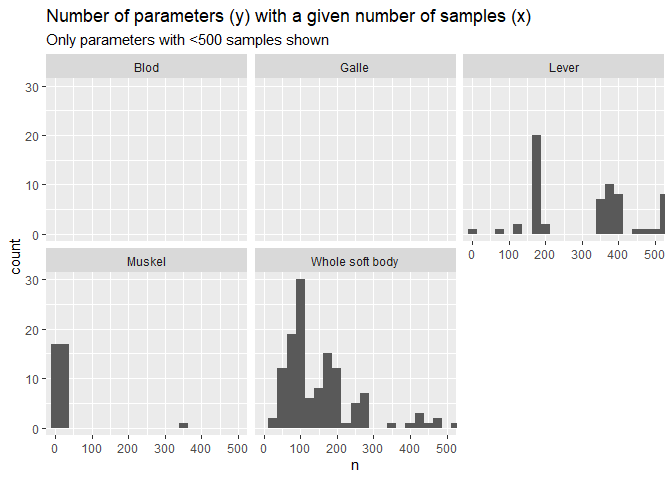 Number of parameters (y) with a given number of samples (x)
Only parameters with <500 samples shown
Blod
Galle
Lever
30
20
10
0
0 100 200 300 400 500
Muskel
Whole soft body
30
20
10
0
0 100 200 300 400 500
0 100 200 300 400 500
count
n